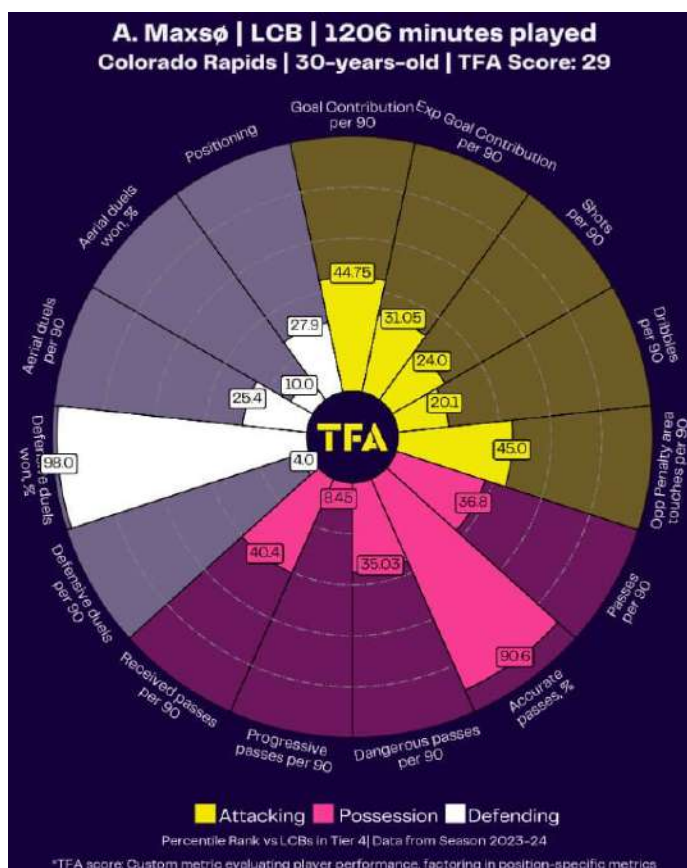 A. Maxsø | LCB | 1206 minutes played
Colorado Rapids | 30-years-old | TFA Score: 29
Goal Contribution
per 90
Exp Goal Contribution
per 90
Shots
per 90
Dribbles
per 90
Opp Penalty area
touches per 90
Passes
per 90
Accurate
passes, %
Dangerous passes
per 90
Progressive
passes per 90
Received passes
per 90
Defensive duels
per 90
Defensive duels
won, %
Aerial duels
per 90
Aerial duels
won, %
Positioning
44.75
31.05
24.0
20.1
45.0
36.8
90.6
35.03
8.45
40.4
4.0
98.0
25.4
10.0
27.9
TFA
Attacking
Possession
Defending
Percentile Rank vs LCBs in Tier 4| Data from Season 2023-24
*TFA score: Custom metric evaluating player performance, factoring in position-specific metrics